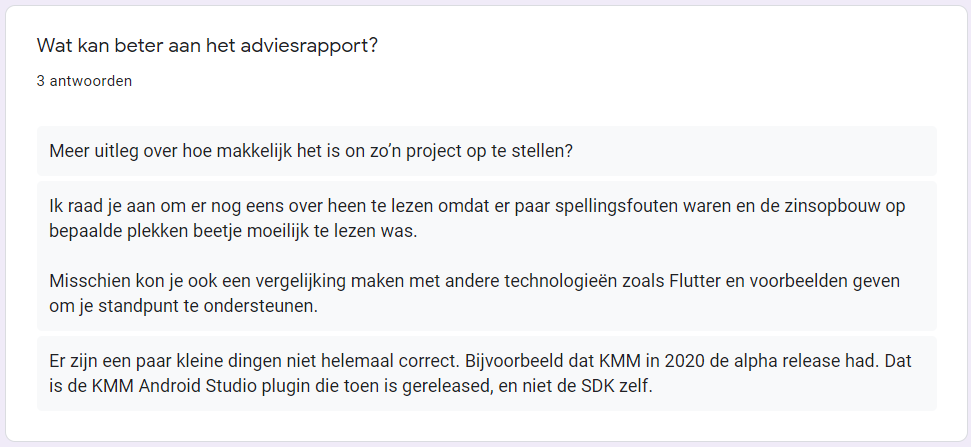 Wat kan beter aan het adviesrapport?
3 antwoorden
Meer uitleg over hoe makkelijk het is on zo’n project op te stellen?
Ik raad je aan om er nog eens over heen te lezen omdat er paar spellingsfouten waren en de zinsopbouw op
bepaalde plekken beetje moeilijk te lezen was.
Misschien kon je ook een vergelijking maken met andere technologieën zoals Flutter en voorbeelden geven
om je standpunt te ondersteunen.
Er zijn een paar kleine dingen niet helemaal correct. Bijvoorbeeld dat KMM in 2020 de alpha release had. Dat
is de KMM Android Studio plugin die toen is gereleased, en niet de SDK zelf.